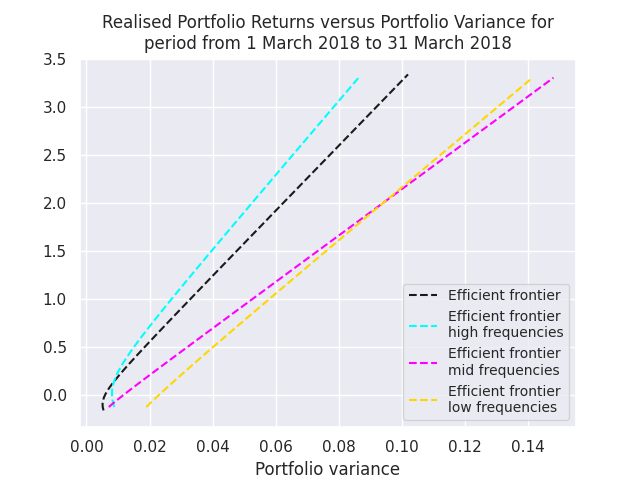 Realised Portfolio Returns versus Portfolio Variance for
period from 1 March 2018 to 31 March 2018
3.5
3.0
2.5
2.0
1.5
1.0
0.5
0.0
Efficient frontier
Efficient frontier
high frequencies
Efficient frontier
mid frequencies
Efficient frontier
low frequencies
0.00 0.02 0.04 0.06 0.08 0.10 0.12 0.14
Portfolio variance